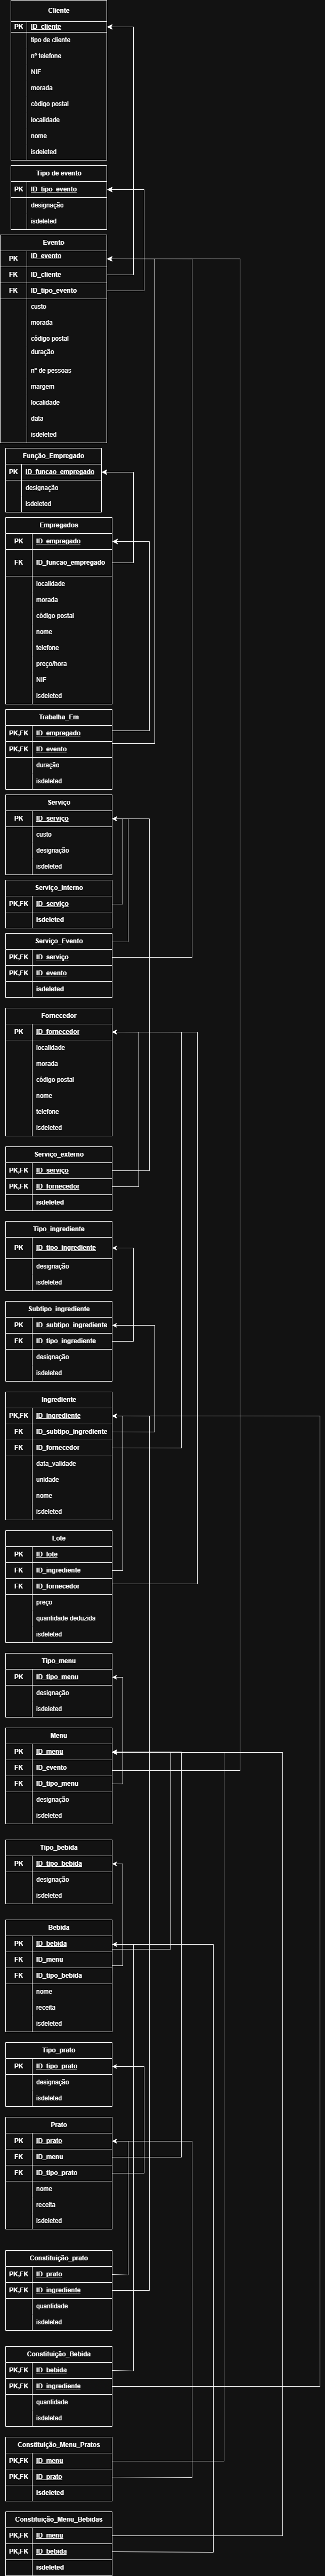 Cliente
PK ID_cliente
tipo de cliente
nº telefone
NIF
morada
código postal
localidade
nome
isdeleted
Tipo de evento
PK ID_tipo_evento
designação
isdeleted
Evento
PK ID_evento
FK ID_cliente
FK ID_tipo_evento
custo
morada
código postal
duração
nº de pessoas
margem
localidade
data
isdeleted
Função_Empregado
PK ID_funcao_empregado
designação
isdeleted
Empregados
PK ID_empregado
FK ID_funcao_empregado
localidade
morada
código postal
nome
telefone
preço/hora
NIF
isdeleted
Trabalha_Em
PK,FK ID_empregado
PK,FK ID_evento
duração
isdeleted
Serviço
PK ID_serviço
custo
designação
isdeleted
Serviço_interno
PK,FK ID_serviço
isdeleted
Serviço_Evento
PK,FK ID_serviço
PK,FK ID_evento
isdeleted
Fornecedor
PK ID_fornecedor
localidade
morada
código postal
nome
telefone
isdeleted
Serviço_externo
PK,FK ID_serviço
PK,FK ID_fornecedor
isdeleted
Tipo_ingrediente
PK ID_tipo_ingrediente
designação
isdeleted
Subtipo_ingrediente
PK ID_subtipo_ingrediente
FK ID_tipo_ingrediente
designação
isdeleted
Ingrediente
PK,FK ID_ingrediente
FK ID_subtipo_ingrediente
FK ID_fornecedor
data_validade
unidade
nome
isdeleted
Lote
PK ID_lote
FK ID_ingrediente
FK ID_fornecedor
preço
quantidade deduzida
isdeleted
Tipo_menu
PK ID_tipo_menu
designação
isdeleted
Menu
PK ID_menu
FK ID_evento
FK ID_tipo_menu
designação
isdeleted
Tipo_bebida
PK ID_tipo_bebida
designação
isdeleted
Bebida
PK ID_bebida
FK ID_menu
FK ID_tipo_bebida
nome
receita
isdeleted
Tipo_prato
PK ID_tipo_prato
designação
isdeleted
Prato
PK ID_prato
FK ID_menu
FK ID_tipo_prato
nome
receita
isdeleted
Constituição_prato
PK,FK ID_prato
PK,FK ID_ingrediente
quantidade
isdeleted
Constituição_Bebida
PK,FK ID_bebida
PK,FK ID_ingrediente
quantidade
isdeleted
Constituição_Menu_Pratos
PK,FK ID_menu
PK,FK ID_prato
isdeleted
Constituição_Menu_Bebidas
PK,FK ID_menu
PK,FK ID_bebida
isdeleted